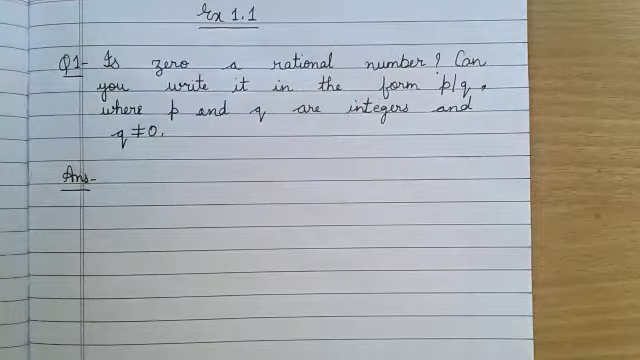 Ex 1.1
Q1- Is zero a rational number? Can
you write it in the form p/q,
where p and q are integers and
q ≠ 0.
Ans-